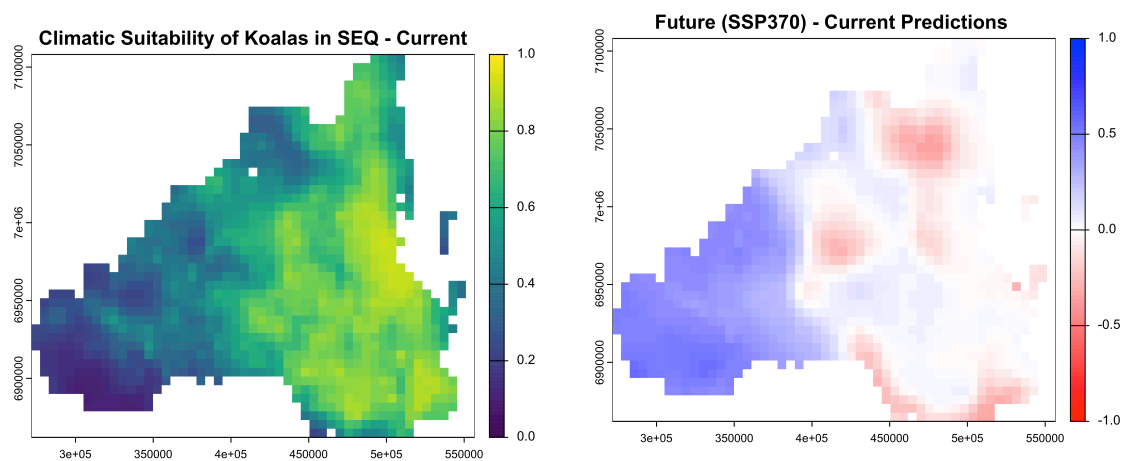 Climatic Suitability of Koalas in SEQ - Current
7100000
7050000
7e+06
6950000
6900000
3e+05
350000
4e+05
450000
5e+05
550000
1.0
0.8
0.6
0.4
0.2
0.0
Future (SSP370) - Current Predictions
7100000
7050000
7e+06
6950000
6900000
3e+05
350000
4e+05
450000
5e+05
550000
1.0
0.5
0.0
-0.5
-1.0